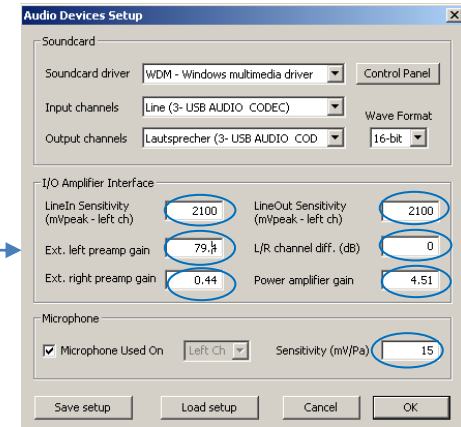 Audio Devices Setup
Soundcard
Soundcard driver WDM - Windows multimedia driver Control Panel
Input channels Line (3- USB AUDIO CODEC)
Wave Format
Output channels Lautsprecher (3- USB AUDIO COD 16-bit
I/O Amplifier Interface
LineIn Sensitivity
(mVpeak - left ch) 2100
LineOut Sensitivity
(mVpeak - left ch) 2100
Ext. left preamp gain 79.4 L/R channel diff. (dB) 0
Ext. right preamp gain 0.44 Power amplifier gain 4.51
Microphone
Microphone Used On Left Ch Sensitivity (mV/Pa) 15
Save setup Load setup Cancel OK